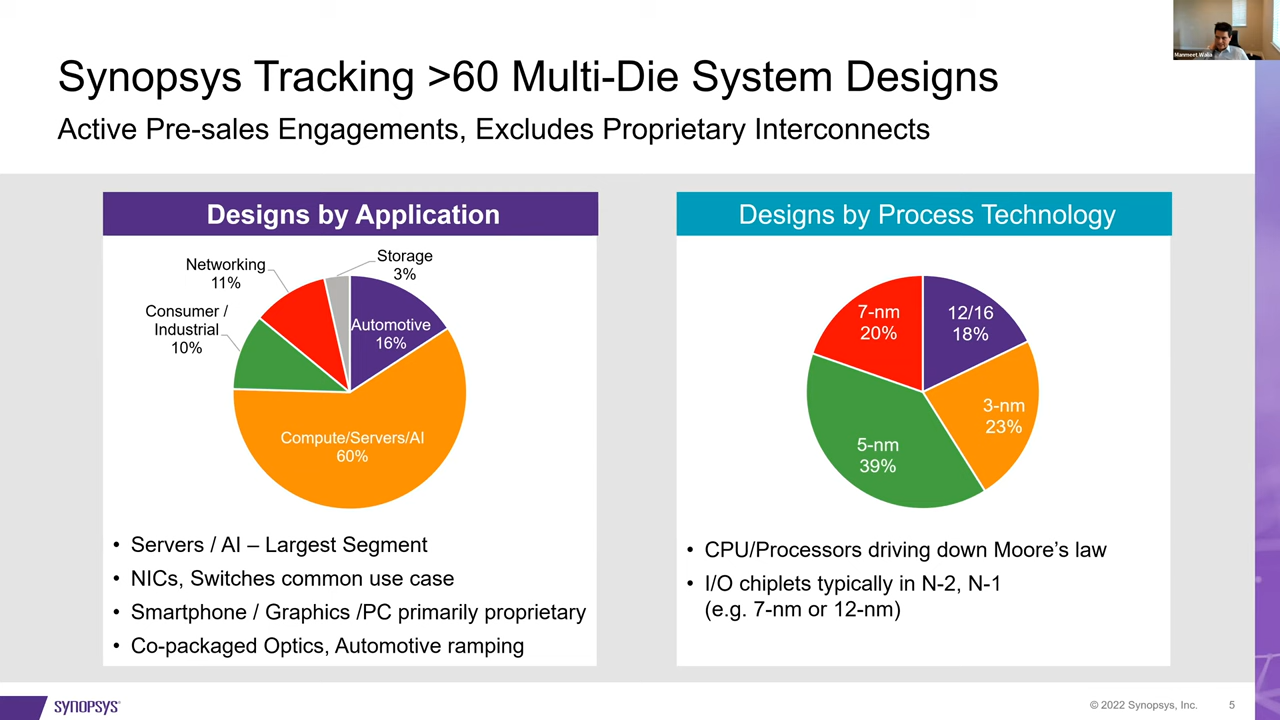 Manmeet Walia
Synopsys Tracking >60 Multi-Die System Designs
Active Pre-sales Engagements, Excludes Proprietary Interconnects
Designs by Application
Storage
3%
Networking
11%
Consumer /
Industrial
10%
Automotive
16%
Compute/Servers/AI
60%
• Servers / AI – Largest Segment
• NICs, Switches common use case
• Smartphone / Graphics /PC primarily proprietary
• Co-packaged Optics, Automotive ramping
Designs by Process Technology
7-nm
20%
12/16
18%
3-nm
23%
5-nm
39%
• CPU/Processors driving down Moore’s law
• I/O chiplets typically in N-2, N-1
(e.g. 7-nm or 12-nm)
SYNOPSYS®
© 2022 Synopsys, Inc.
5